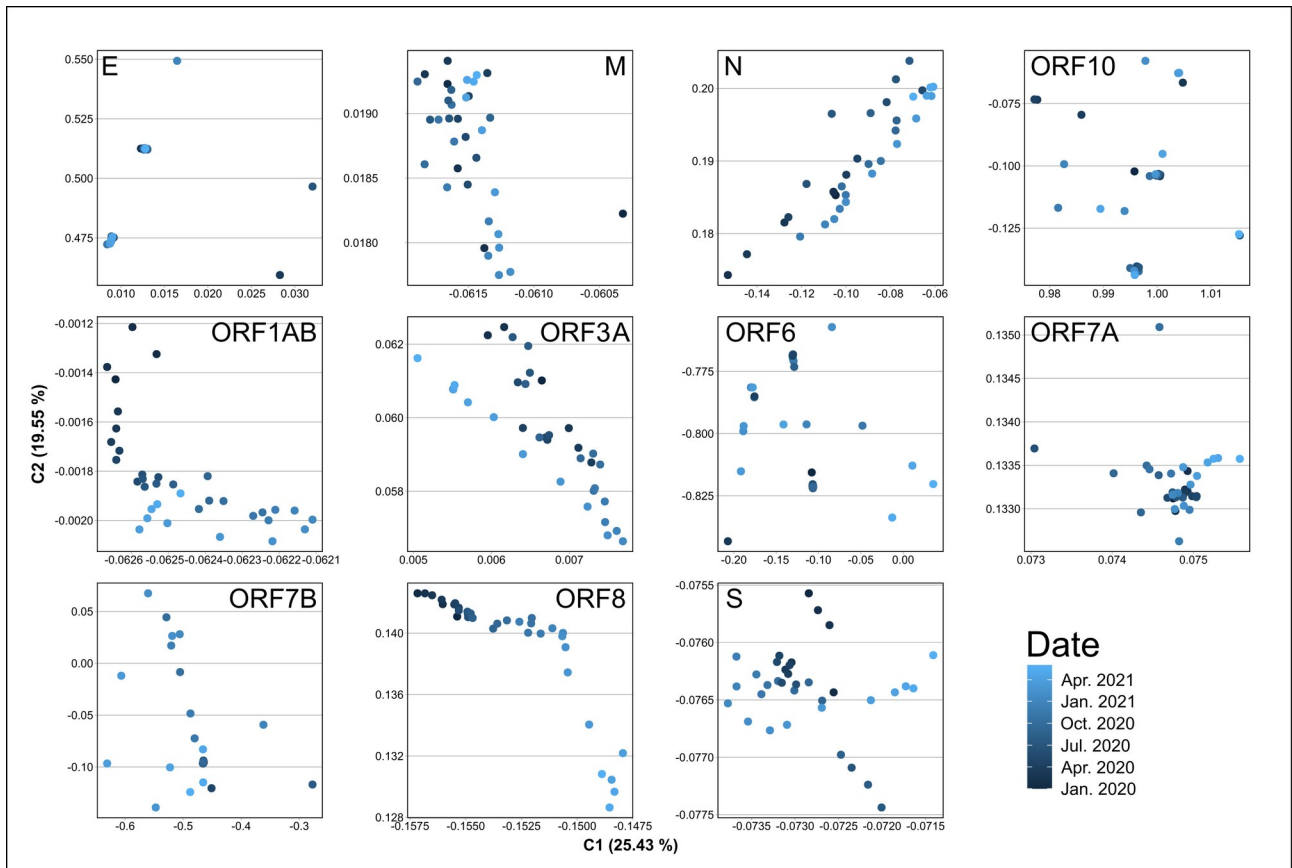 E
0.550
0.525
0.500
0.475
0.010 0.015 0.020 0.025 0.030
M
0.0190
0.0185
0.0180
-0.0615 -0.0610 -0.0605
N
0.20
0.19
0.18
-0.14 -0.12 -0.10 -0.08 -0.06
ORF10
-0.075
-0.100
-0.125
0.98 0.99 1.00 1.01
ORF1AB
-0.0012
-0.0014
-0.0016
-0.0018
-0.0020
-0.0626 -0.0625 -0.0624 -0.0623 -0.0622 -0.0621
ORF3A
0.062
0.060
0.058
0.005 0.006 0.007
ORF6
-0.775
-0.800
-0.825
-0.20 -0.15 -0.10 -0.05 0.00
ORF7A
0.1350
0.1345
0.1340
0.1335
0.1330
0.073 0.074 0.075
ORF7B
0.05
0.00
-0.05
-0.10
-0.6 -0.5 -0.4 -0.3
ORF8
0.140
0.136
0.132
0.128
-0.1575 -0.1550 -0.1525 -0.1500 -0.1475
S
-0.0755
-0.0760
-0.0765
-0.0770
-0.0775
-0.0735 -0.0730 -0.0725 -0.0720 -0.0715
Date
Apr. 2021
Jan. 2021
Oct. 2020
Jul. 2020
Apr. 2020
Jan. 2020
C2 (19.55 %)
C1 (25.43 %)